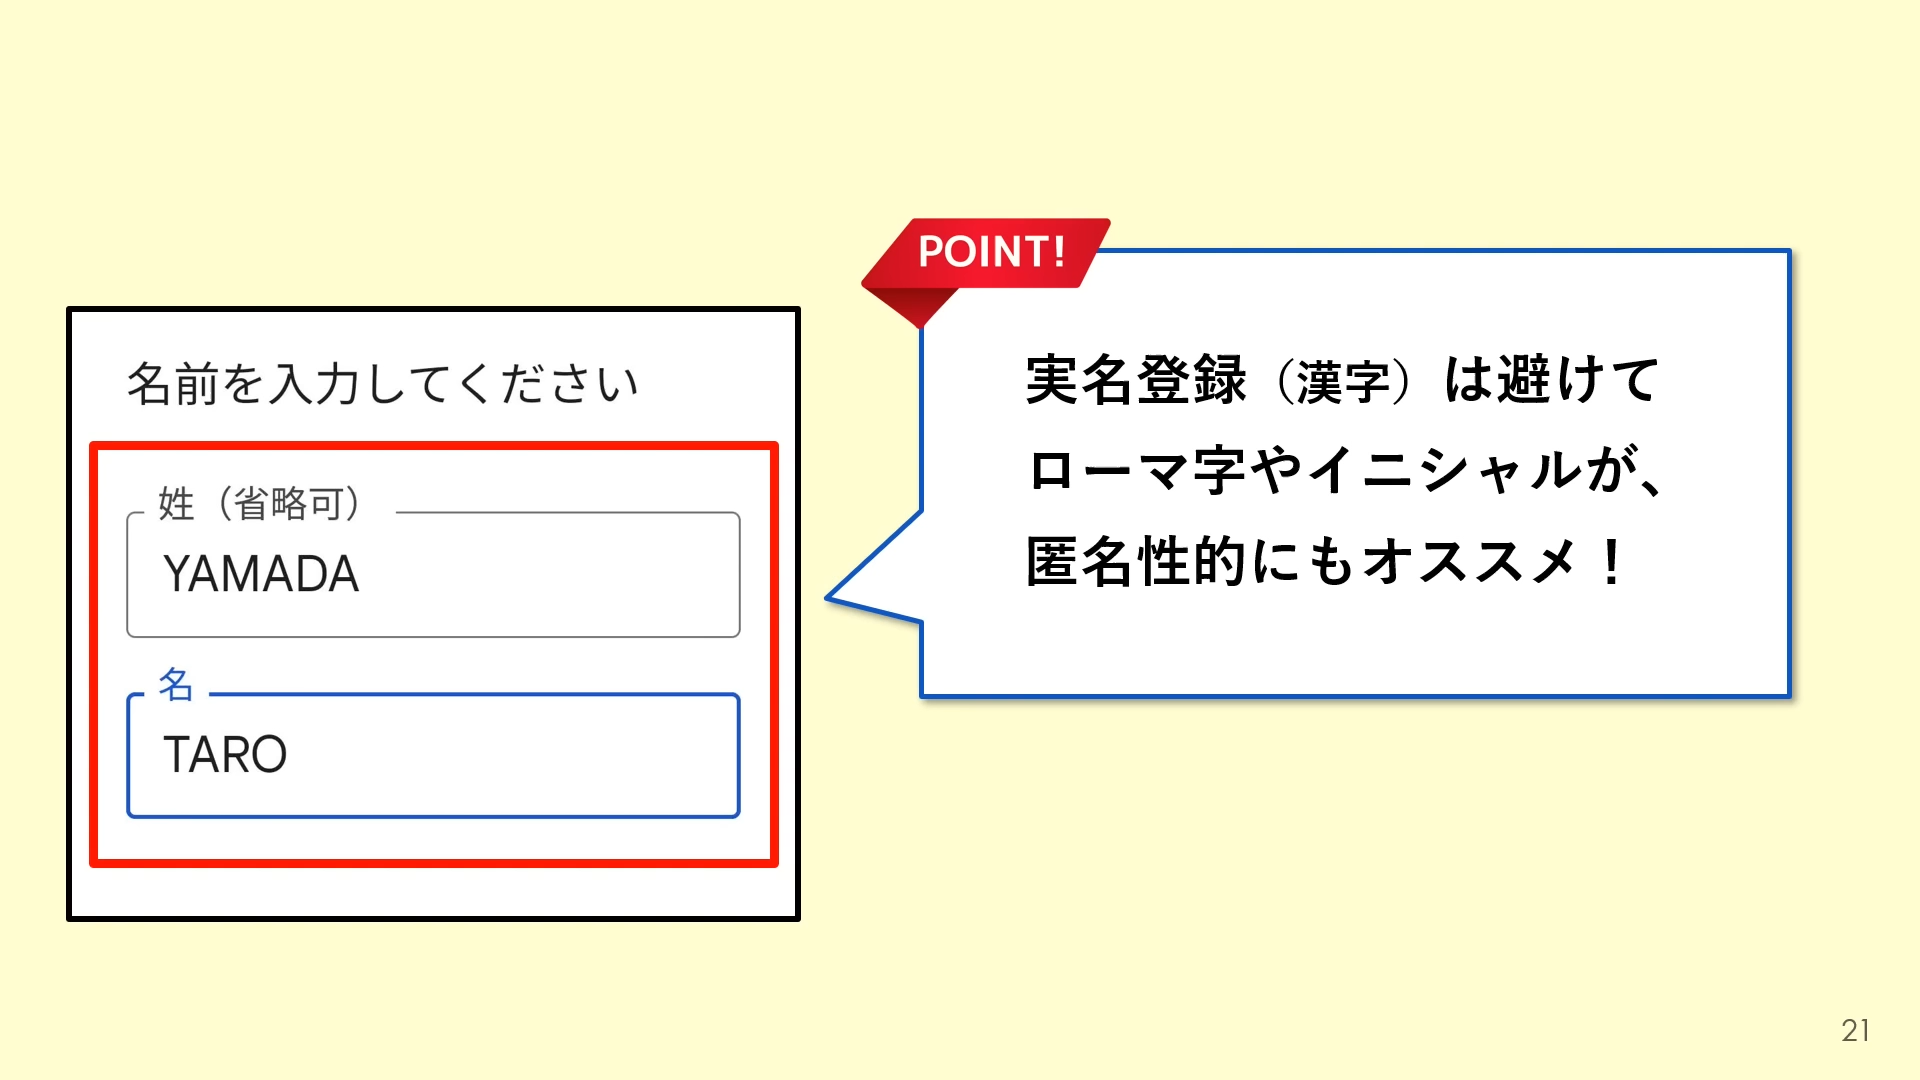 名前を入力してください
姓（省略可）
YAMADA
名
TARO
POINT!
実名登録（漢字）は避けて
ローマ字やイニシャルが、
匿名性的にもオススメ！
21